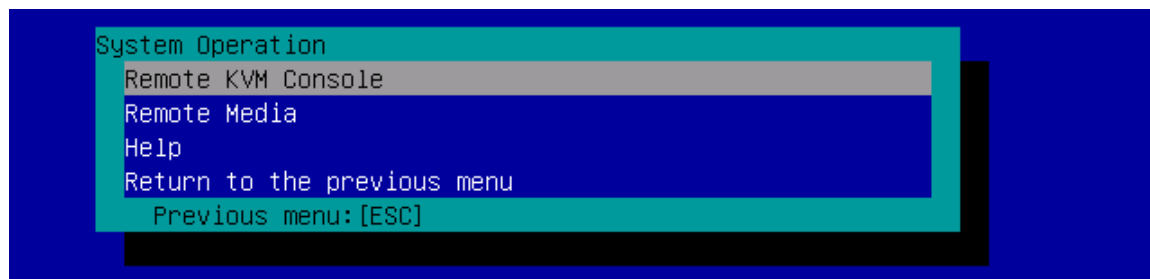 System Operation
Remote KVM Console
Remote Media
Help
Return to the previous menu
Previous menu:[ESC]